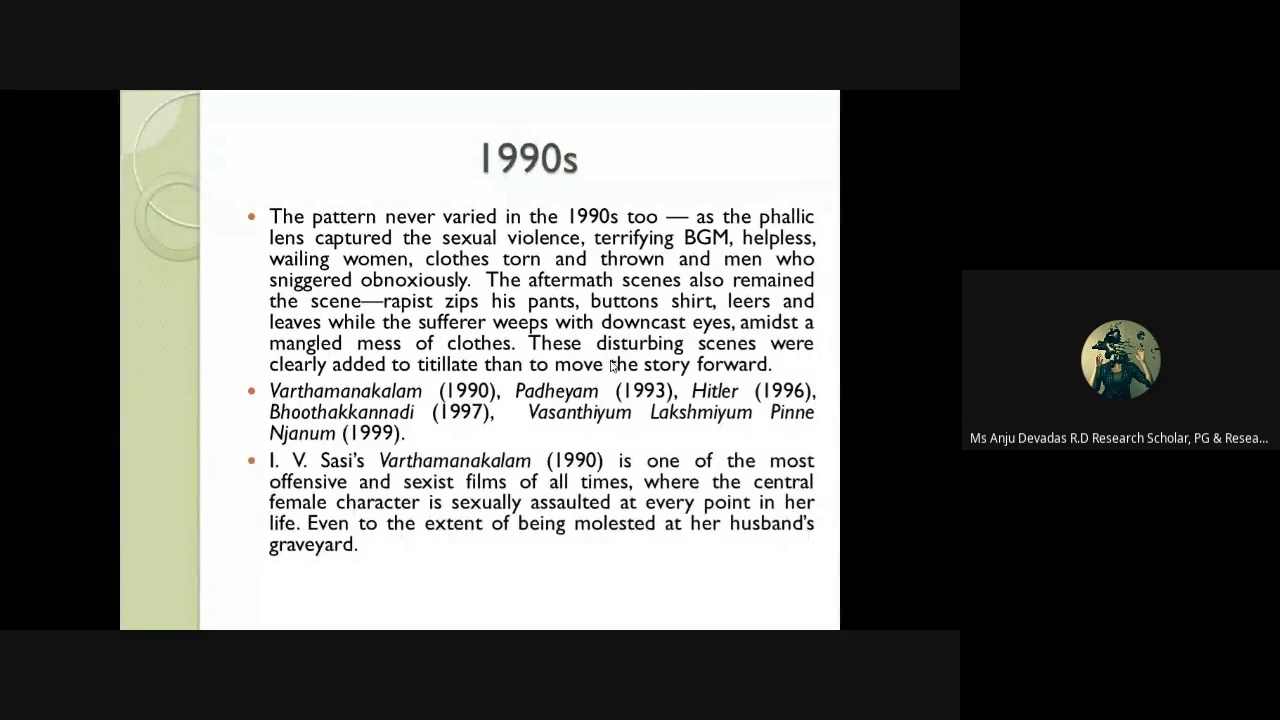 1990s
• The pattern never varied in the 1990s too — as the phallic
lens captured the sexual violence, terrifying BGM, helpless,
wailing women, clothes torn and thrown and men who
sniggered obnoxiously. The aftermath scenes also remained
the scene—rapist zips his pants, buttons shirt, leers and
leaves while the sufferer weeps with downcast eyes, amidst a
mangled mess of clothes. These disturbing scenes were
clearly added to titillate than to move the story forward.
• Varthamanakalam (1990), Padheyam (1993), Hitler (1996),
Bhoothakkannadi (1997), Vasanthiyum Lakshmiyum Pinne
Njanum (1999).
• I. V. Sasi’s Varthamanakalam (1990) is one of the most
offensive and sexist films of all times, where the central
female character is sexually assaulted at every point in her
life. Even to the extent of being molested at her husband’s
graveyard.
Ms Anju Devadas R.D Research Scholar, PG & Resea...